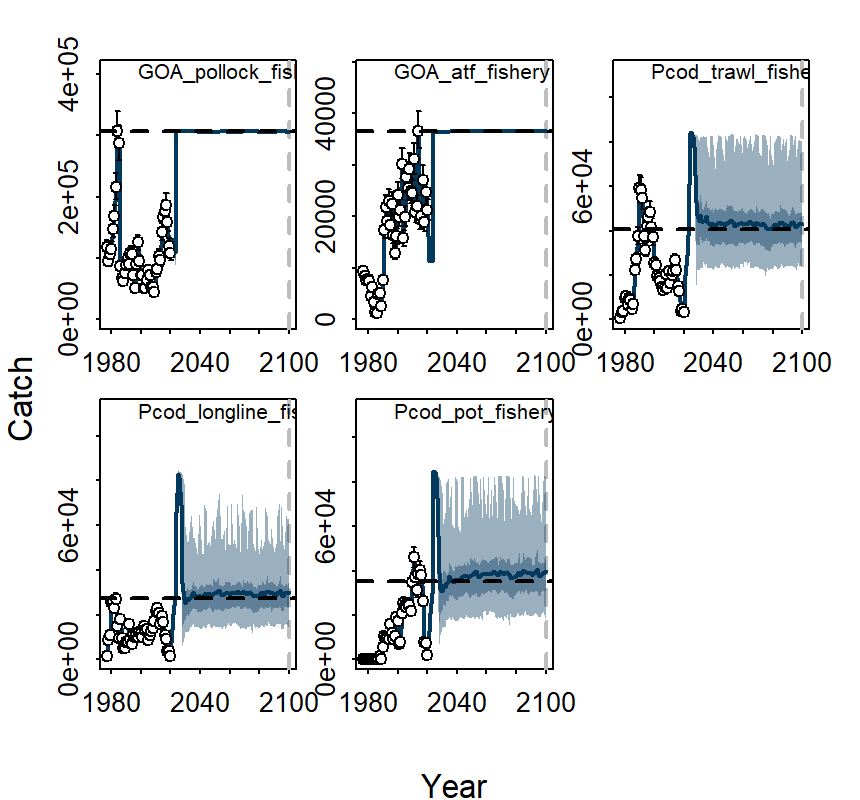 GOA_pollock_fish
GOA_atf_fishery
Pcod_trawl_fishe
4e+05
2e+05
0e+00
40000
20000
0
6e+04
0e+00
1980 2040 2100
1980 2040 2100
1980 2040 2100
Catch
Pcod_longline_fis
Pcod_pot_fishery
6e+04
0e+00
6e+04
0e+00
1980 2040 2100
1980 2040 2100
Year